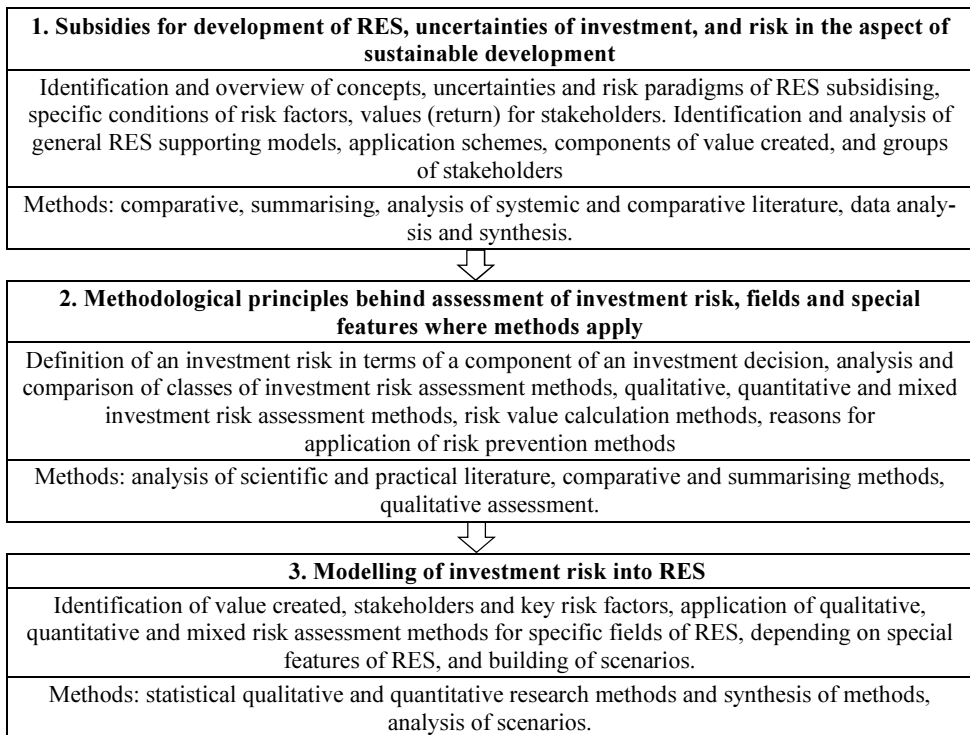 1. Subsidies for development of RES, uncertainties of investment, and risk in the aspect of
sustainable development
Identification and overview of concepts, uncertainties and risk paradigms of RES subsidising,
specific conditions of risk factors, values (return) for stakeholders. Identification and analysis of
general RES supporting models, application schemes, components of value created, and groups
of stakeholders
Methods: comparative, summarising, analysis of systemic and comparative literature, data analy-
sis and synthesis.
2. Methodological principles behind assessment of investment risk, fields and special
features where methods apply
Definition of an investment risk in terms of a component of an investment decision, analysis and
comparison of classes of investment risk assessment methods, qualitative, quantitative and mixed
investment risk assessment methods, risk value calculation methods, reasons for
application of risk prevention methods
Methods: analysis of scientific and practical literature, comparative and summarising methods,
qualitative assessment.
3. Modelling of investment risk into RES
Identification of value created, stakeholders and key risk factors, application of qualitative,
quantitative and mixed risk assessment methods for specific fields of RES, depending on special
features of RES, and building of scenarios.
Methods: statistical qualitative and quantitative research methods and synthesis of methods,
analysis of scenarios.